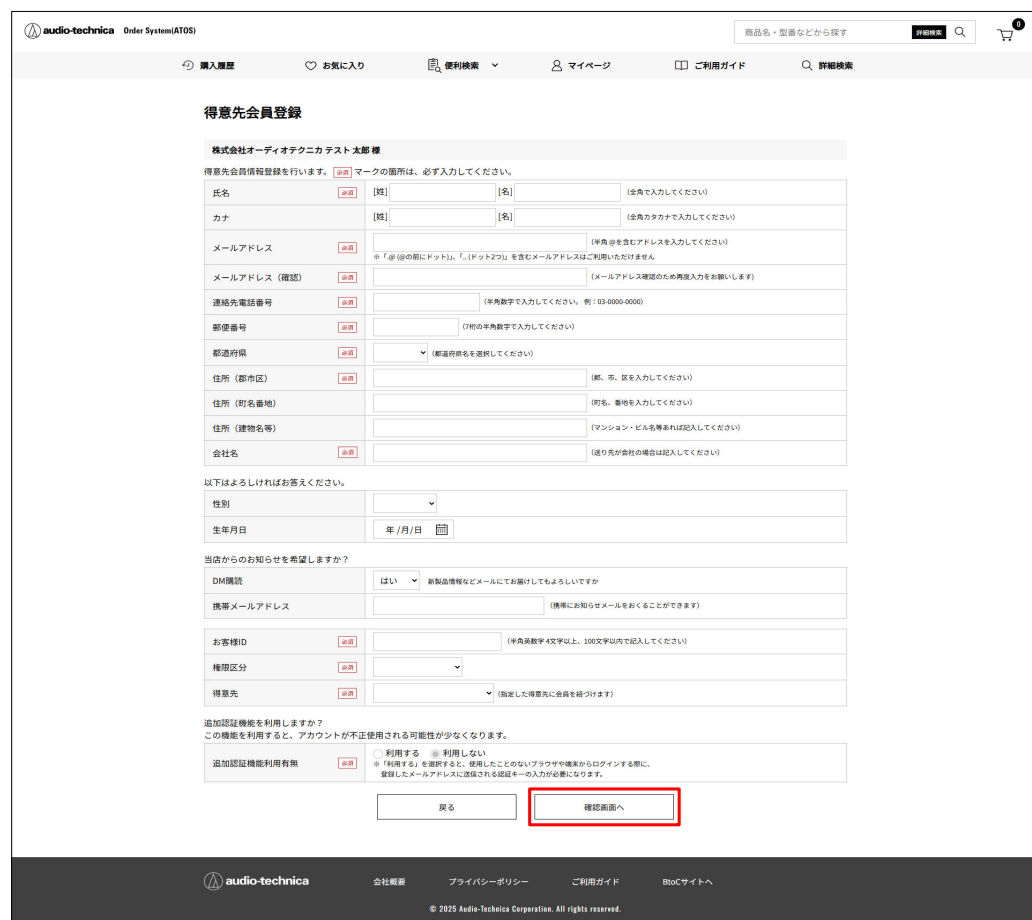 audio-technica Order System(ATOS)
商品名・型番などから探す 詳細検索 0
購入履歴 お気に入り 便利検索 マイページ ご利用ガイド 詳細検索
得意先会員登録
株式会社オーディオテクニカ テスト 太郎 様
得意先会員情報登録を行います。 必須 マークの箇所は、必ず入力してください。
氏名 必須 [姓] [名] (全角で入力してください)
カナ [姓] [名] (全角カタカナで入力してください)
メールアドレス 必須 (半角 @を含むアドレスを入力してください)
※「.@ (@の前にドット)」、「.. (ドット2つ)」を含むメールアドレスはご利用いただけません
メールアドレス（確認） 必須 (メールアドレス確認のため再度入力をお願いします)
連絡先電話番号 必須 (半角数字で入力してください。 例：03-0000-0000)
郵便番号 必須 (7桁の半角数字で入力してください)
都道府県 必須 (都道府県名を選択してください)
住所（郡市区） 必須 (郡、市、区を入力してください)
住所（町名番地） (町名、番地を入力してください)
住所（建物名等） (マンション・ビル名等あれば記入してください)
会社名 必須 (送り先が会社の場合は記入してください)
以下はよろしければお答えください。
性別
生年月日 年 /月/日
当店からのお知らせを希望しますか？
DM購読 はい 新製品情報などメールにてお届けしてもよろしいですか
携帯メールアドレス (携帯にお知らせメールをおくることができます)
お客様ID 必須 (半角英数字 4文字以上、100文字以内で記入してください)
権限区分 必須
得意先 必須 (指定した得意先に会員を紐づけます)
追加認証機能を利用しますか？
この機能を利用すると、アカウントが不正使用される可能性が少なくなります。
追加認証機能利用有無 必須 利用する 利用しない
※「利用する」を選択すると、使用したことのないブラウザや端末からログインする際に、
登録したメールアドレスに送信される認証キーの入力が必要になります。
戻る 確認画面へ
audio-technica 会社概要 プライバシーポリシー ご利用ガイド BtoCサイトへ
© 2025 Audio-Technica Corporation. All rights reserved.